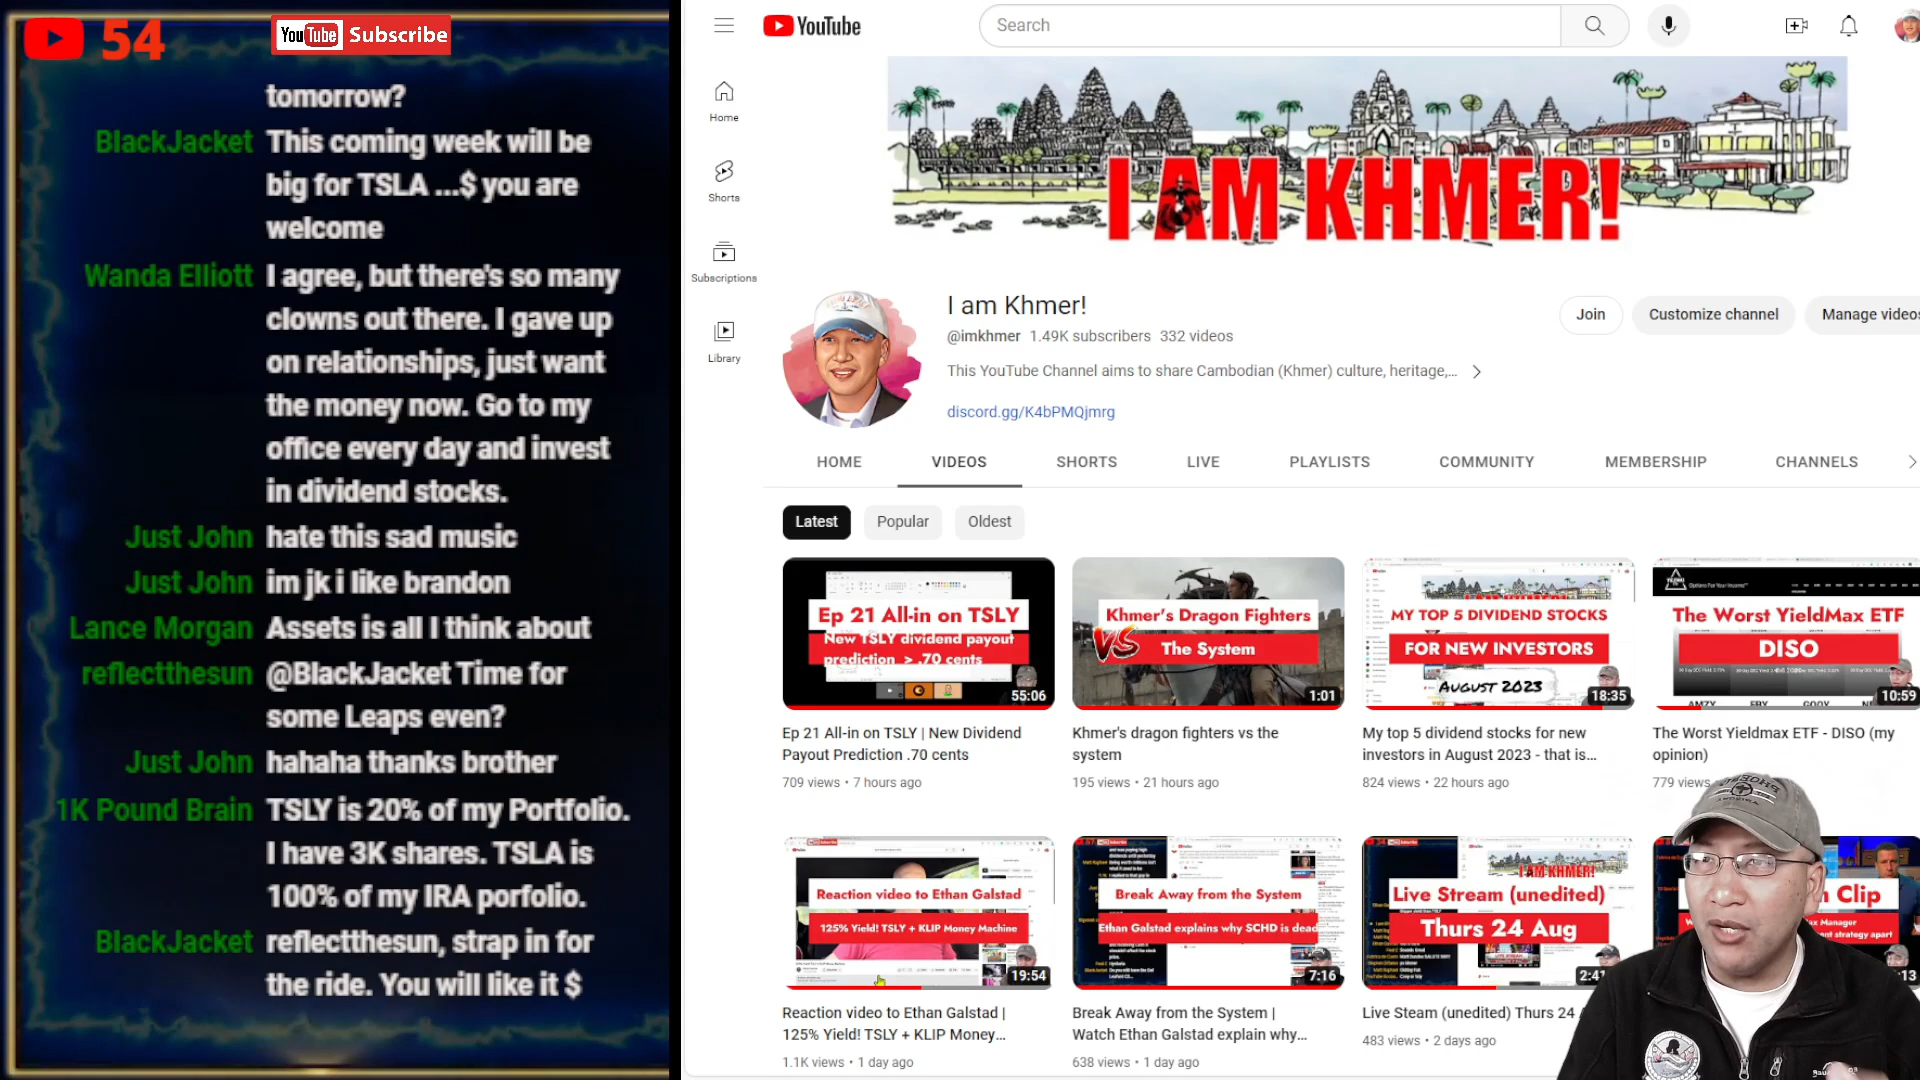 54
YouTube Subscribe
tomorrow?
BlackJacket This coming week will be
big for TSLA ...$ you are
welcome
Wanda Elliott I agree, but there's so many
clowns out there. I gave up
on relationships, just want
the money now. Go to my
office every day and invest
in dividend stocks.
Just John hate this sad music
Just John im jk i like brandon
Lance Morgan Assets is all I think about
reflectthesun @BlackJacket Time for
some Leaps even?
Just John hahaha thanks brother
1K Pound Brain TSLY is 20% of my Portfolio.
I have 3K shares. TSLA is
100% of my IRA porfolio.
BlackJacket reflectthesun, strap in for
the ride. You will like it $
YouTube
Search
Home
Shorts
Subscriptions
Library
I AM KHMER!
I am Khmer!
@imkhmer 1.49K subscribers 332 videos
This YouTube Channel aims to share Cambodian (Khmer) culture, heritage,...
discord.gg/K4bPMQjmrg
Join
Customize channel
Manage videos
HOME
VIDEOS
SHORTS
LIVE
PLAYLISTS
COMMUNITY
MEMBERSHIP
CHANNELS
Latest
Popular
Oldest
Ep 21 All-in on TSLY
New TSLY dividend payout
prediction > .70 cents
55:06
Ep 21 All-in on TSLY | New Dividend
Payout Prediction .70 cents
709 views • 7 hours ago
Khmer's Dragon Fighters
VS
The System
1:01
Khmer's dragon fighters vs the
system
195 views • 21 hours ago
MY TOP 5 DIVIDEND STOCKS
FOR NEW INVESTORS
AUGUST 2023
18:35
My top 5 dividend stocks for new
investors in August 2023 - that is...
824 views • 22 hours ago
The Worst YieldMax ETF
DISO
10:59
The Worst Yieldmax ETF - DISO (my
opinion)
779 views
Reaction video to Ethan Galstad
125% Yield! TSLY + KLIP Money Machine
19:54
Reaction video to Ethan Galstad |
125% Yield! TSLY + KLIP Money...
1.1K views • 1 day ago
Break Away from the System
Ethan Galstad explains why SCHD is dead
7:16
Break Away from the System |
Watch Ethan Galstad explain why...
638 views • 1 day ago
I AM KHMER!
Live Stream (unedited)
Thurs 24 Aug
2:41
Live Steam (unedited) Thurs 24
483 views • 2 days ago
Clip
Manager
strategy apart
:13